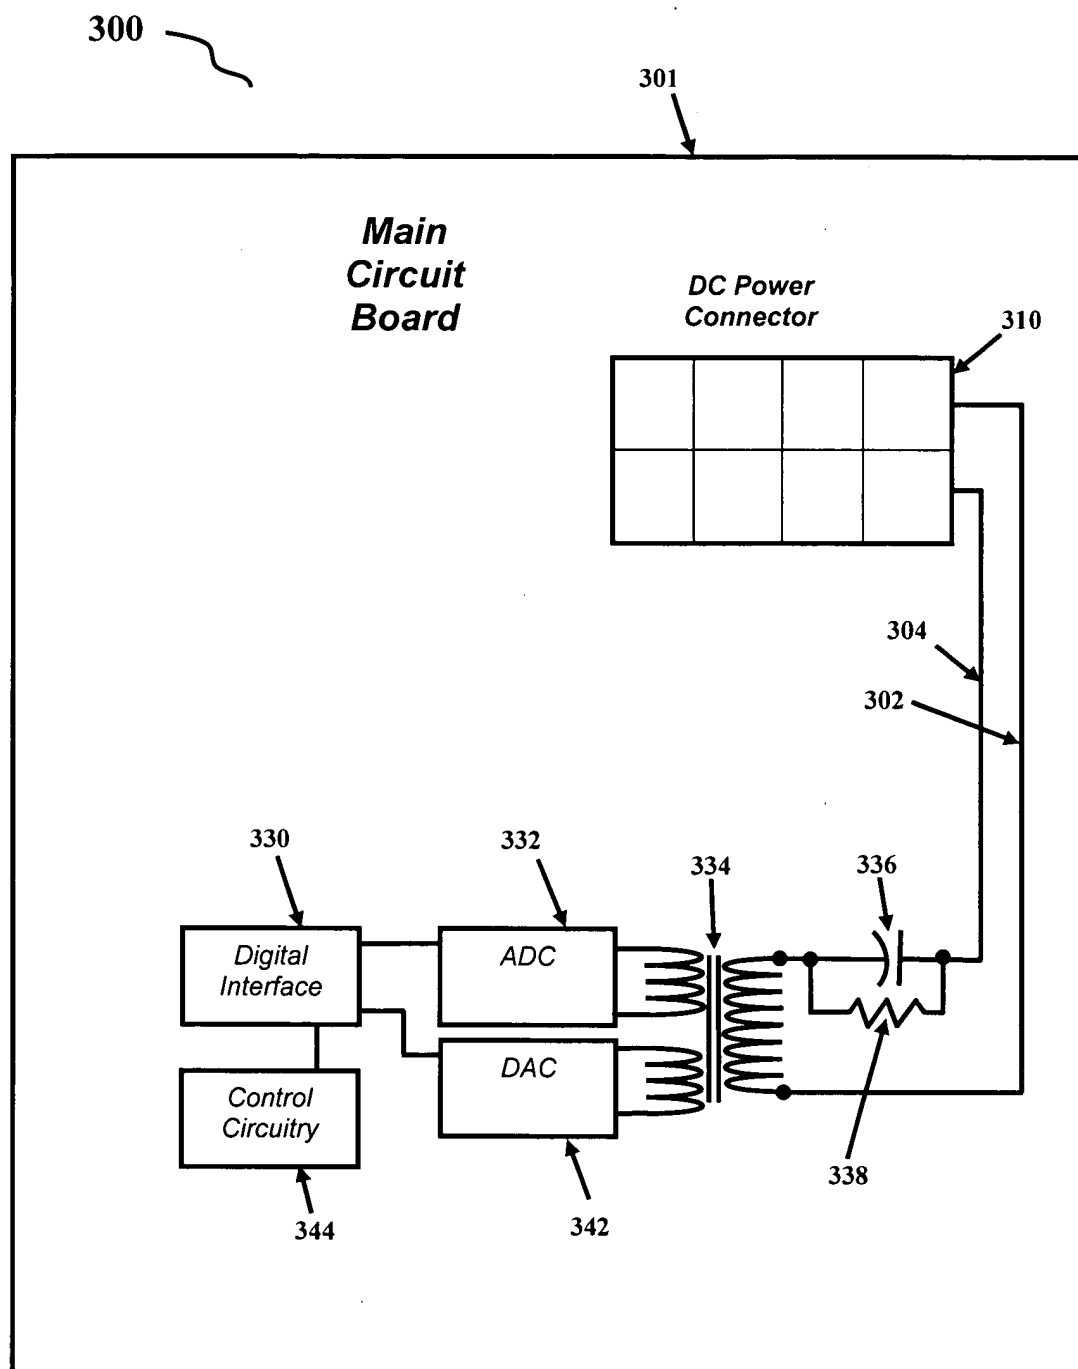 300
301
Main
Circuit
Board
DC Power
Connector
310
304
302
330
332
334
336
Digital
Interface
ADC
DAC
Control
Circuitry
338
344
342